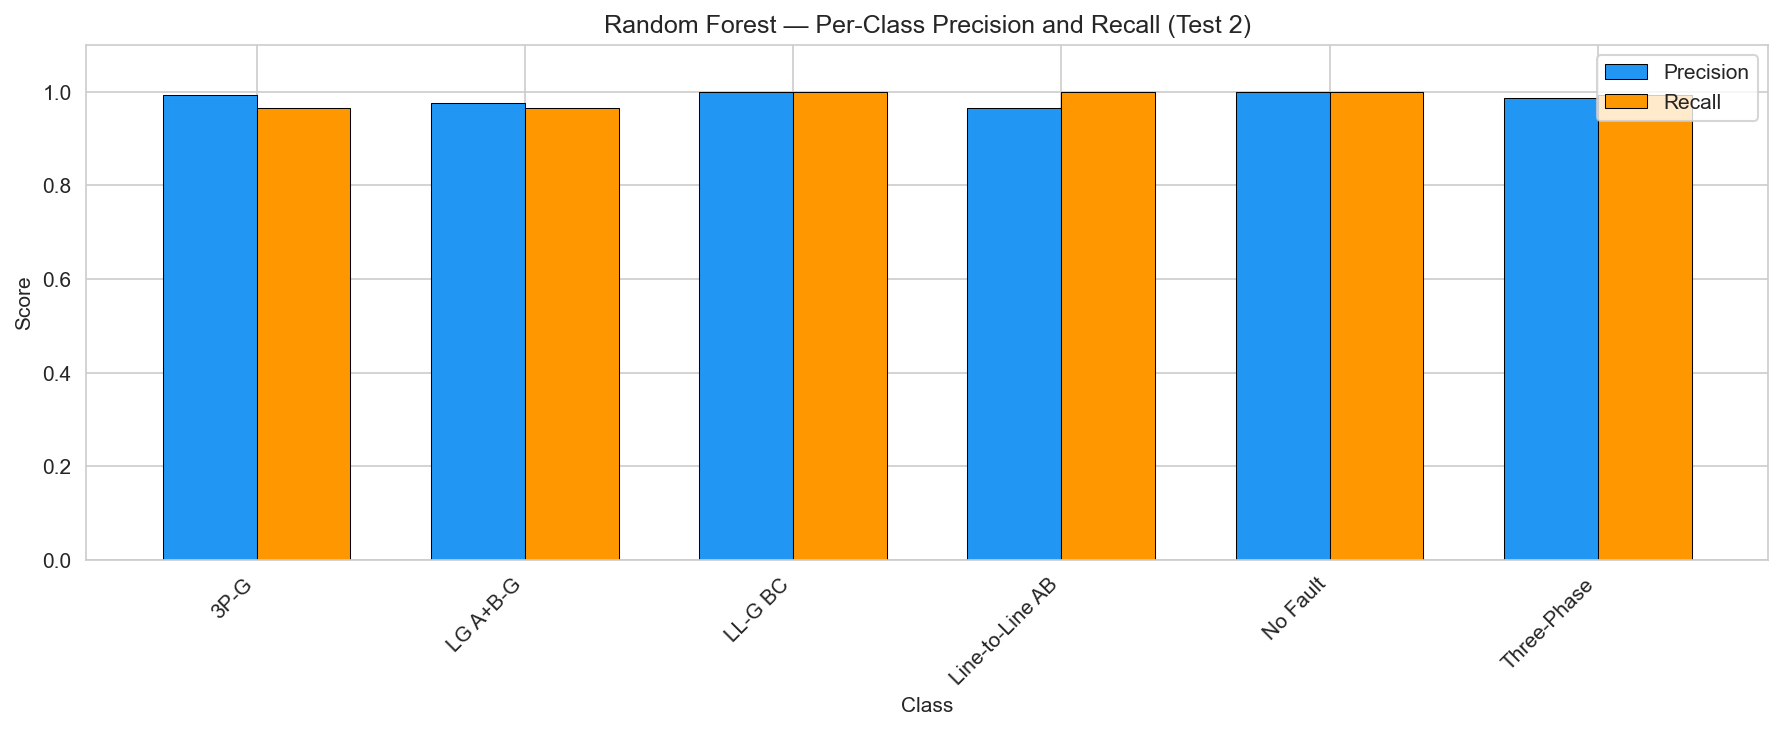 Random Forest — Per-Class Precision and Recall (Test 2)
Precision
Recall
Score
1.0
0.8
0.6
0.4
0.2
0.0
3P-G
LG A+B-G
LL-G BC
Line-to-Line AB
No Fault
Three-Phase
Class